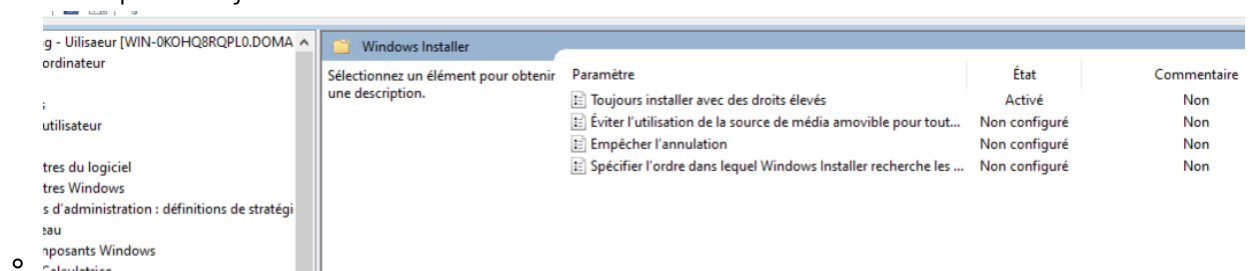 g - Uilisaeur [WIN-0KOHQ8RQPL0.DOMA
ordinateur
utilisateur
tres du logiciel
tres Windows
s d'administration : définitions de stratégi
eau
nposants Windows
Calculatrice
Windows Installer
Sélectionnez un élément pour obtenir
une description.
Paramètre État Commentaire
Toujours installer avec des droits élevés Activé Non
Éviter l'utilisation de la source de média amovible pour tout... Non configuré Non
Empêcher l'annulation Non configuré Non
Spécifier l'ordre dans lequel Windows Installer recherche les ... Non configuré Non